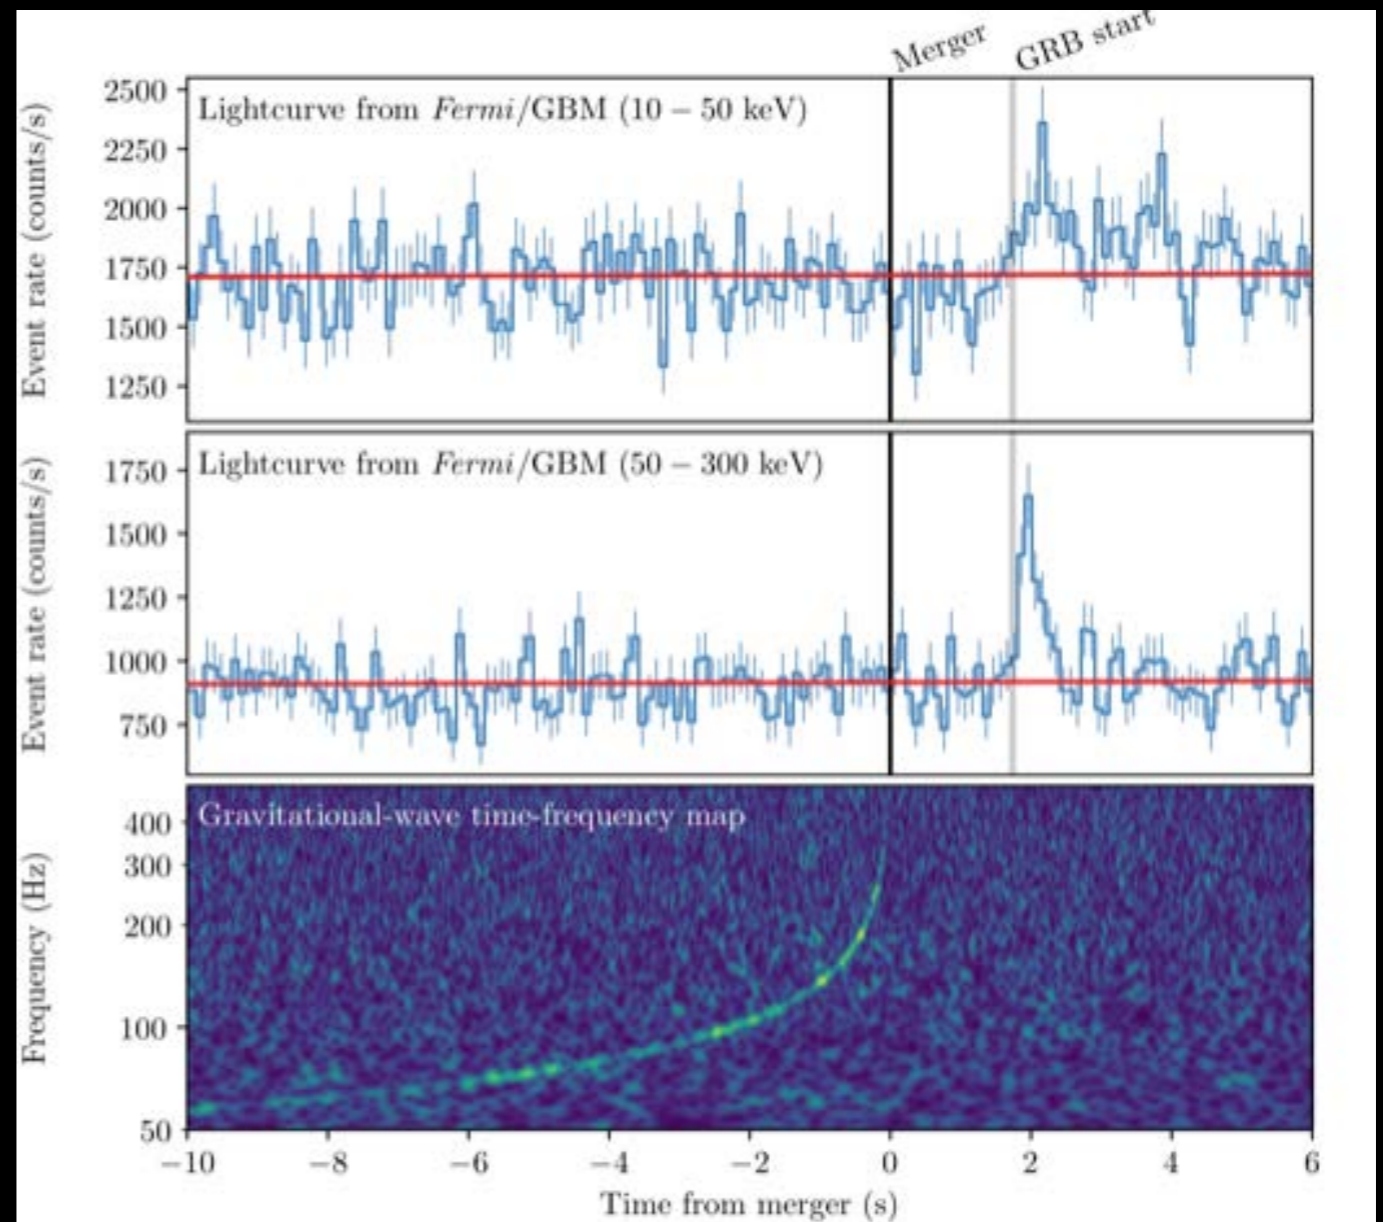 Merger
GRB start
Lightcurve from Fermi/GBM (10 – 50 keV)
Event rate (counts/s)
2500
2250
2000
1750
1500
1250
Lightcurve from Fermi/GBM (50 – 300 keV)
Event rate (counts/s)
1750
1500
1250
1000
750
Gravitational-wave time-frequency map
Frequency (Hz)
400
300
200
100
50
−10 −8 −6 −4 −2 0 2 4 6
Time from merger (s)